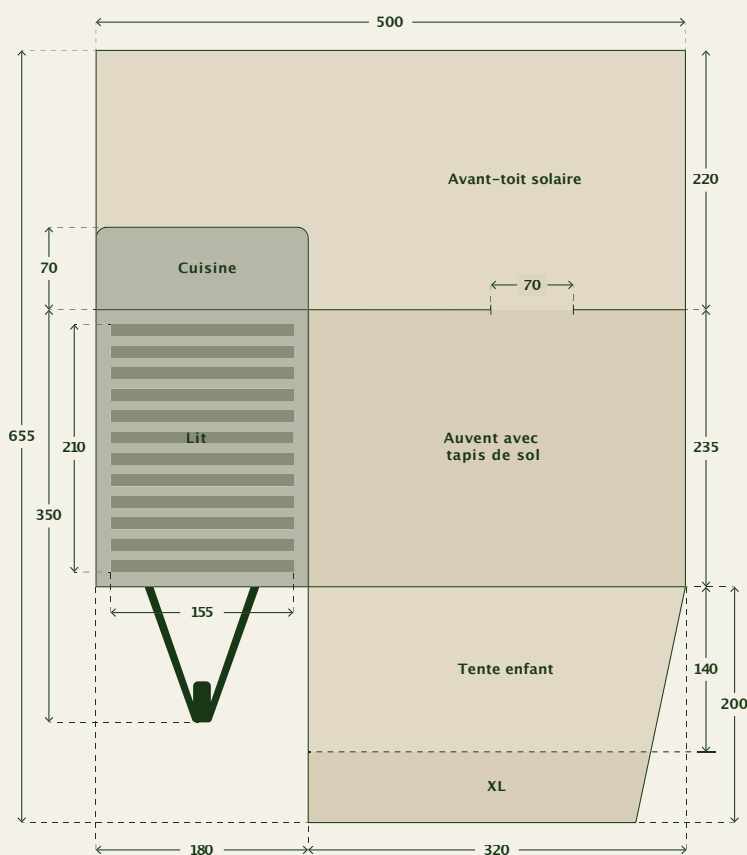 500
Avant-toit solaire
220
70
Cuisine
70
655
210
Lit
Auvent avec
tapis de sol
235
350
155
Tente enfant
140
200
XL
180
320